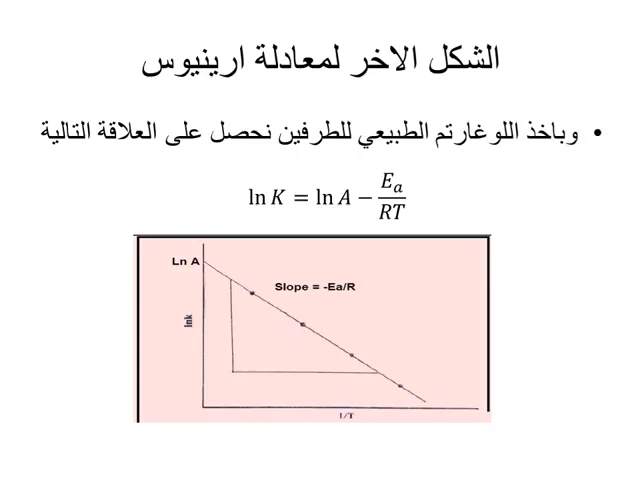 الشكل الاخر لمعادلة ارينيوس
• وباخذ اللوغارتم الطبيعي للطرفين نحصل على العلاقة التالية
ln K = ln A − E_a/RT
Ln A
Slope = -Ea/R
lnk
1/T